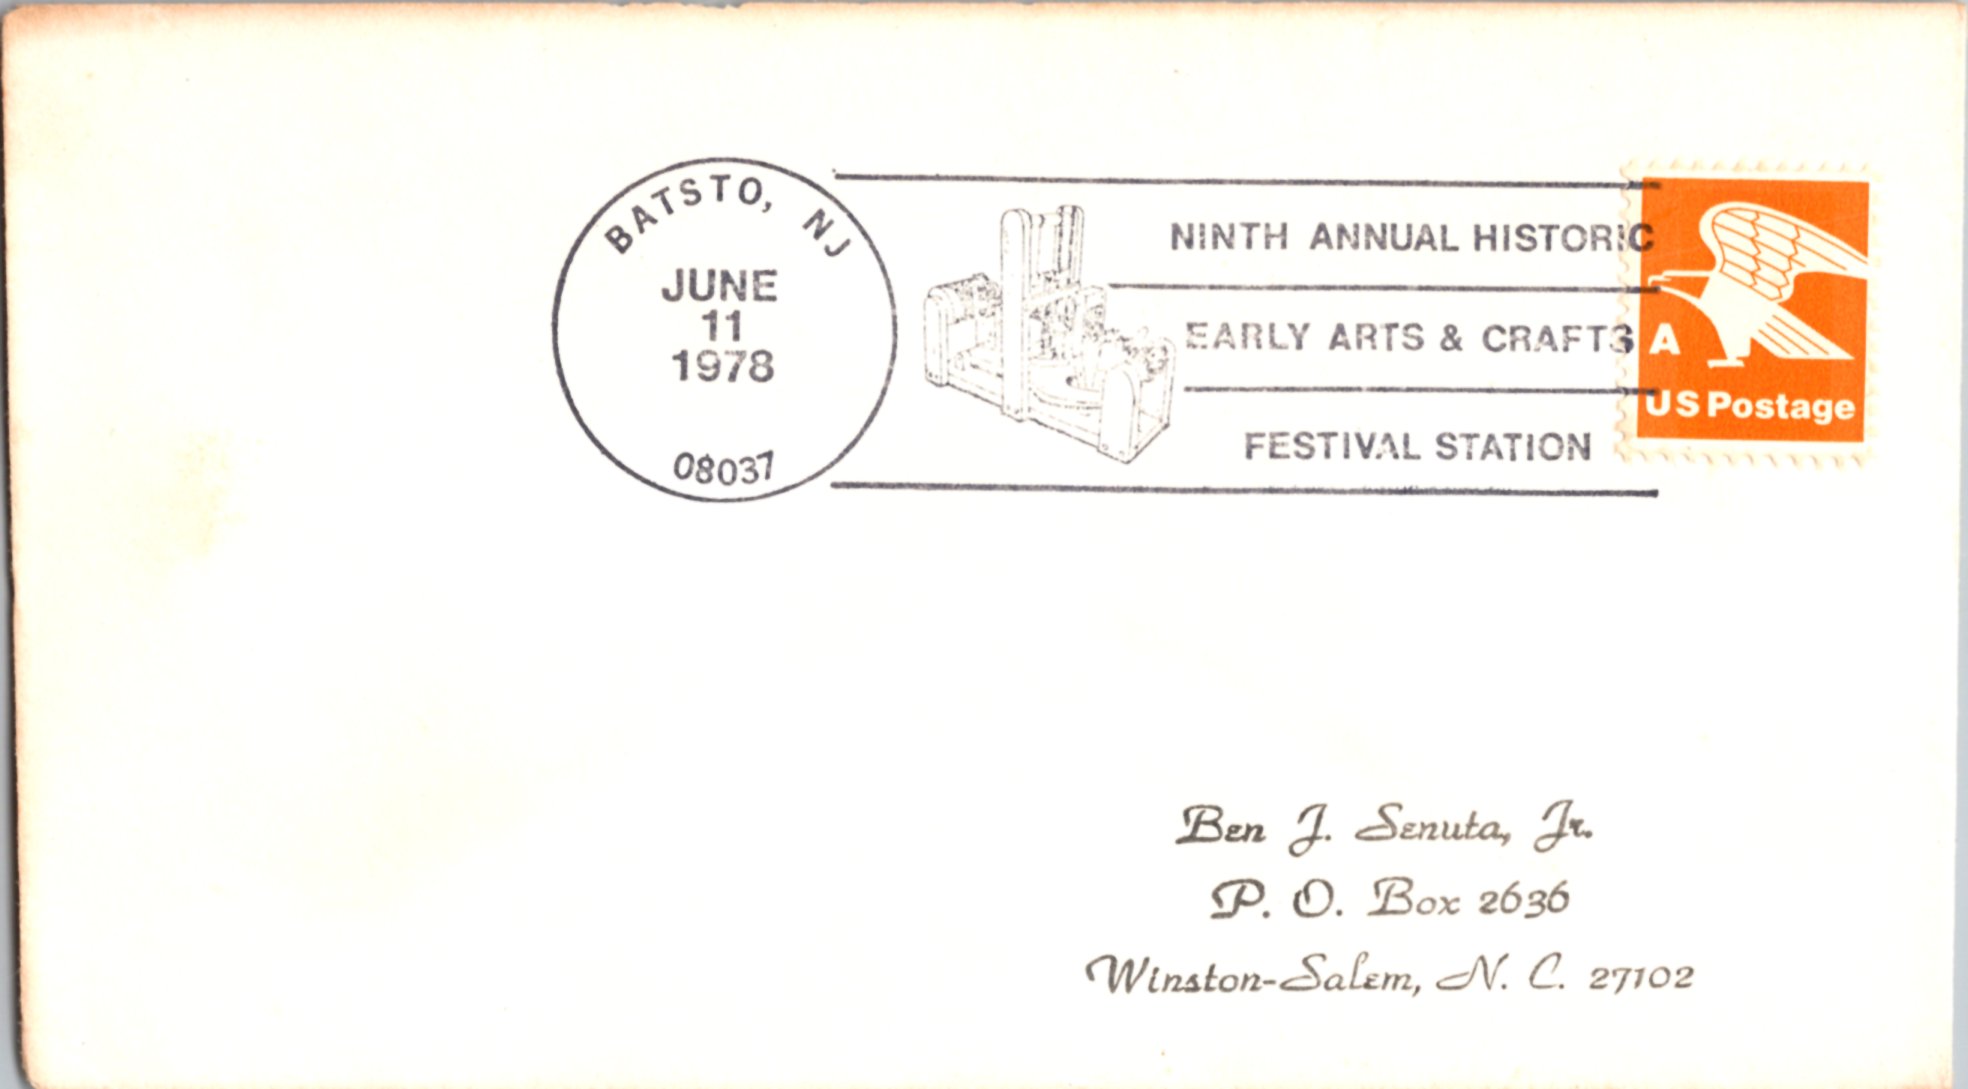 BATSTO, NJ
JUNE
11
1978
08037
NINTH ANNUAL HISTORIC
EARLY ARTS & CRAFTS
FESTIVAL STATION
A
US Postage
Ben J. Senuta, Jr.
P. O. Box 2636
Winston-Salem, N. C. 27102